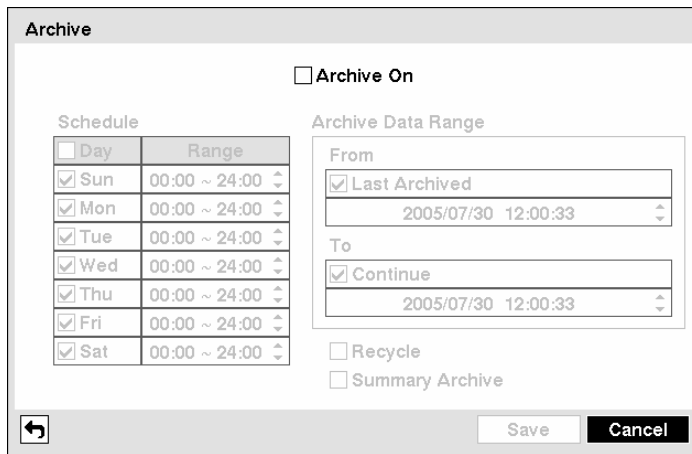 Archive
Archive On
Schedule
Day Range
Sun 00:00 ~ 24:00
Mon 00:00 ~ 24:00
Tue 00:00 ~ 24:00
Wed 00:00 ~ 24:00
Thu 00:00 ~ 24:00
Fri 00:00 ~ 24:00
Sat 00:00 ~ 24:00
Archive Data Range
From
Last Archived
2005/07/30 12:00:33
To
Continue
2005/07/30 12:00:33
Recycle
Summary Archive
Save
Cancel